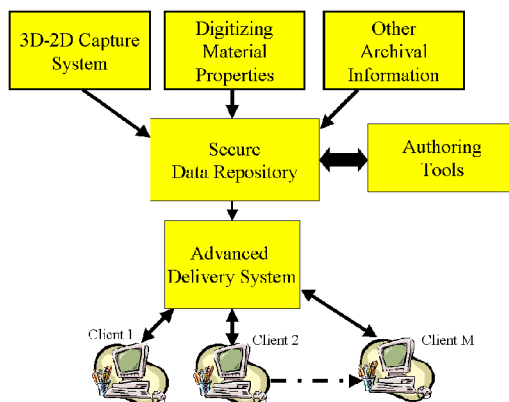 3D-2D Capture
System
Digitizing
Material
Properties
Other
Archival
Information
Secure
Data Repository
Authoring
Tools
Advanced
Delivery System
Client 1
Client 2
Client M